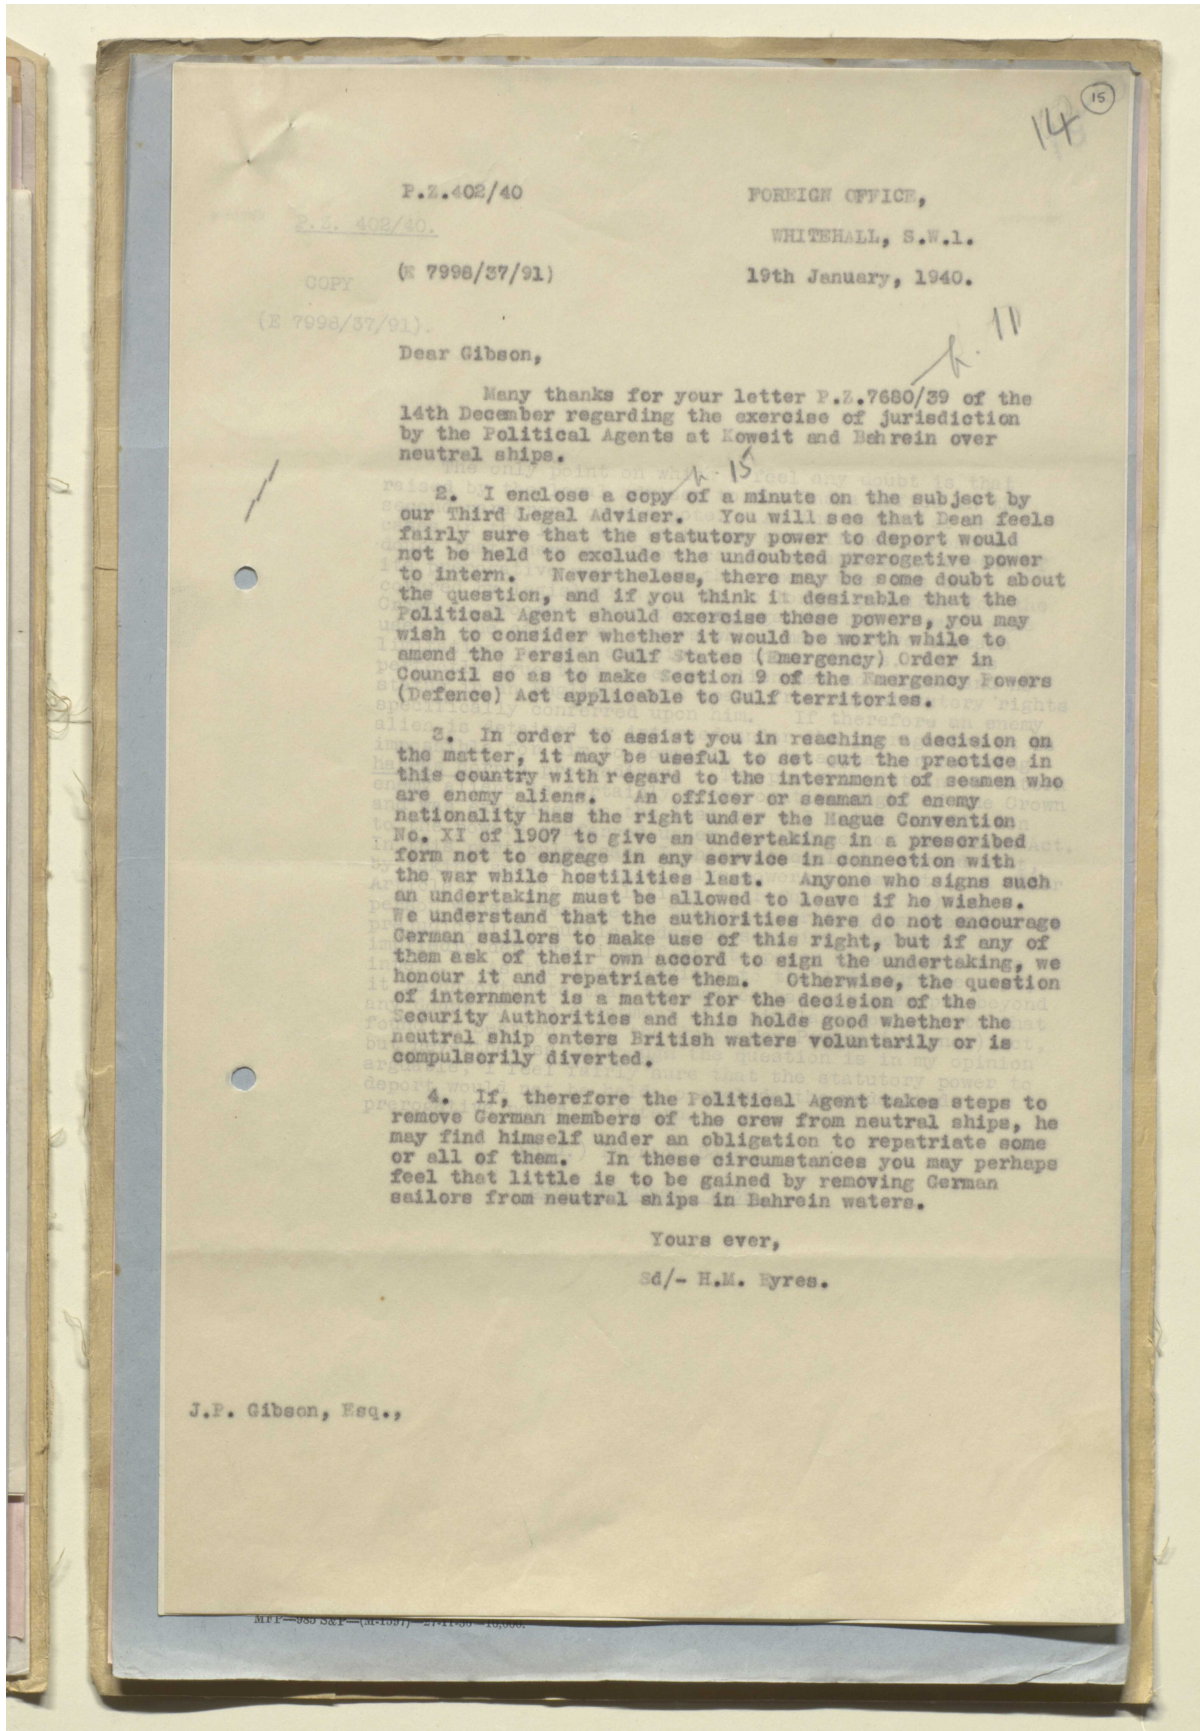 15
14
P.Z.402/40
FOREIGN OFFICE,
P.Z. 402/40.
WHITEHALL, S.W.1.
(E 7998/37/91)
19th January, 1940.
COPY
(E 7998/37/91).
p. 11
Dear Gibson,
Many thanks for your letter P.Z.7680/39 of the
14th December regarding the exercise of jurisdiction
by the Political Agents at Koweit and Bahrein over
neutral ships.
p. 15
2. I enclose a copy of a minute on the subject by
our Third Legal Adviser. You will see that Dean feels
fairly sure that the statutory power to deport would
not be held to exclude the undoubted prerogative power
to intern. Nevertheless, there may be some doubt about
the question, and if you think it desirable that the
Political Agent should exercise these powers, you may
wish to consider whether it would be worth while to
amend the Persian Gulf States (Emergency) Order in
Council so as to make Section 9 of the Emergency Powers
(Defence) Act applicable to Gulf territories.
3. In order to assist you in reaching a decision on
the matter, it may be useful to set out the practice in
this country with regard to the internment of seamen who
are enemy aliens. An officer or seaman of enemy
nationality has the right under the Hague Convention
No. XI of 1907 to give an undertaking in a prescribed
form not to engage in any service in connection with
the war while hostilities last. Anyone who signs such
an undertaking must be allowed to leave if he wishes.
We understand that the authorities here do not encourage
German sailors to make use of this right, but if any of
them ask of their own accord to sign the undertaking, we
honour it and repatriate them. Otherwise, the question
of internment is a matter for the decision of the
Security Authorities and this holds good whether the
neutral ship enters British waters voluntarily or is
compulsorily diverted.
4. If, therefore the Political Agent takes steps to
remove German members of the crew from neutral ships, he
may find himself under an obligation to repatriate some
or all of them. In these circumstances you may perhaps
feel that little is to be gained by removing German
sailors from neutral ships in Bahrein waters.
Yours ever,
Sd/- H.M. Eyres.
J.P. Gibson, Esq.,